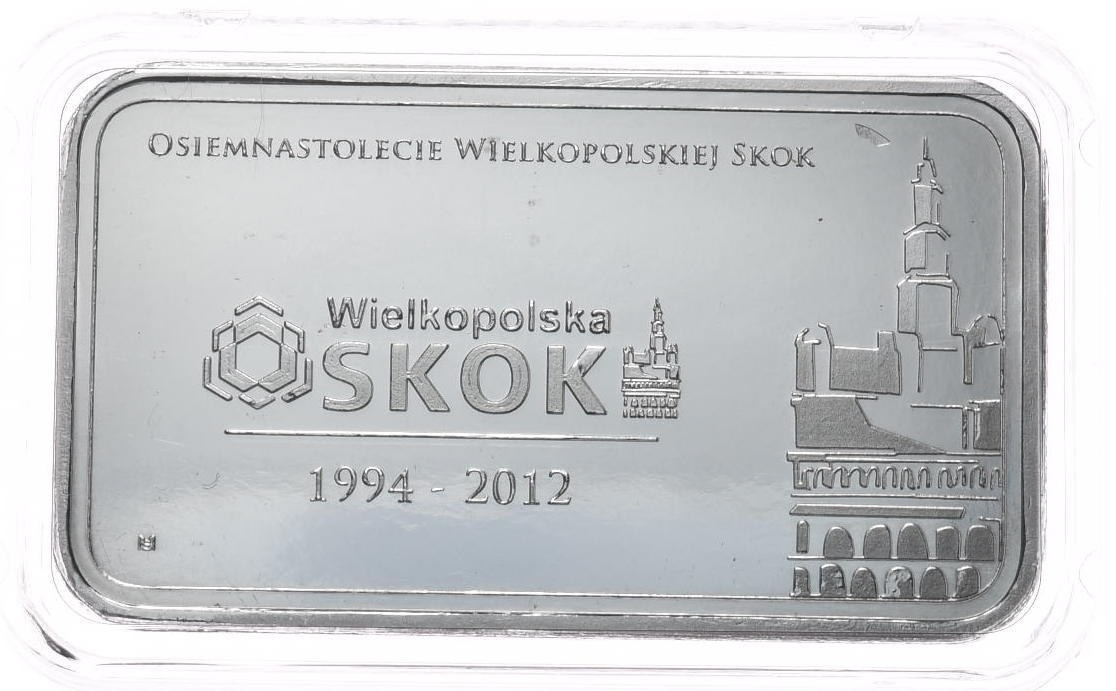 Osiemnastolecie Wielkopolskiej SKOK
Wielkopolska
SKOK
1994 - 2012